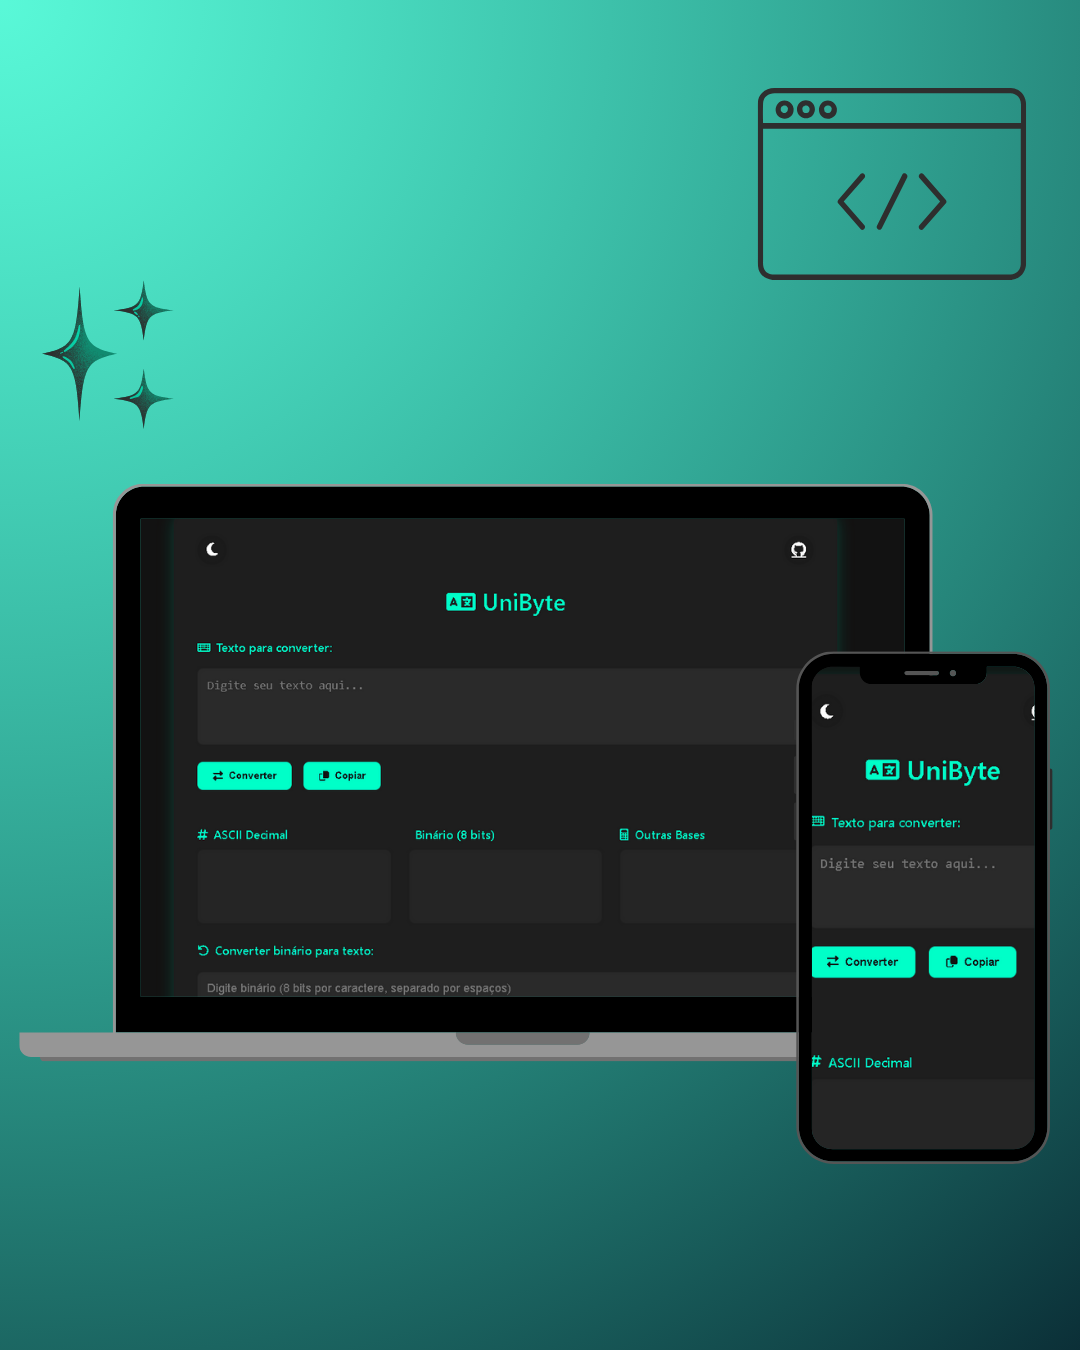 </>
UniByte
Texto para converter:
Digite seu texto aqui...
Converter
Copiar
ASCII Decimal
Binário (8 bits)
Outras Bases
Converter binário para texto:
Digite binário (8 bits por caractere, separado por espaços)
UniByte
Texto para converter:
Digite seu texto aqui...
Converter
Copiar
ASCII Decimal